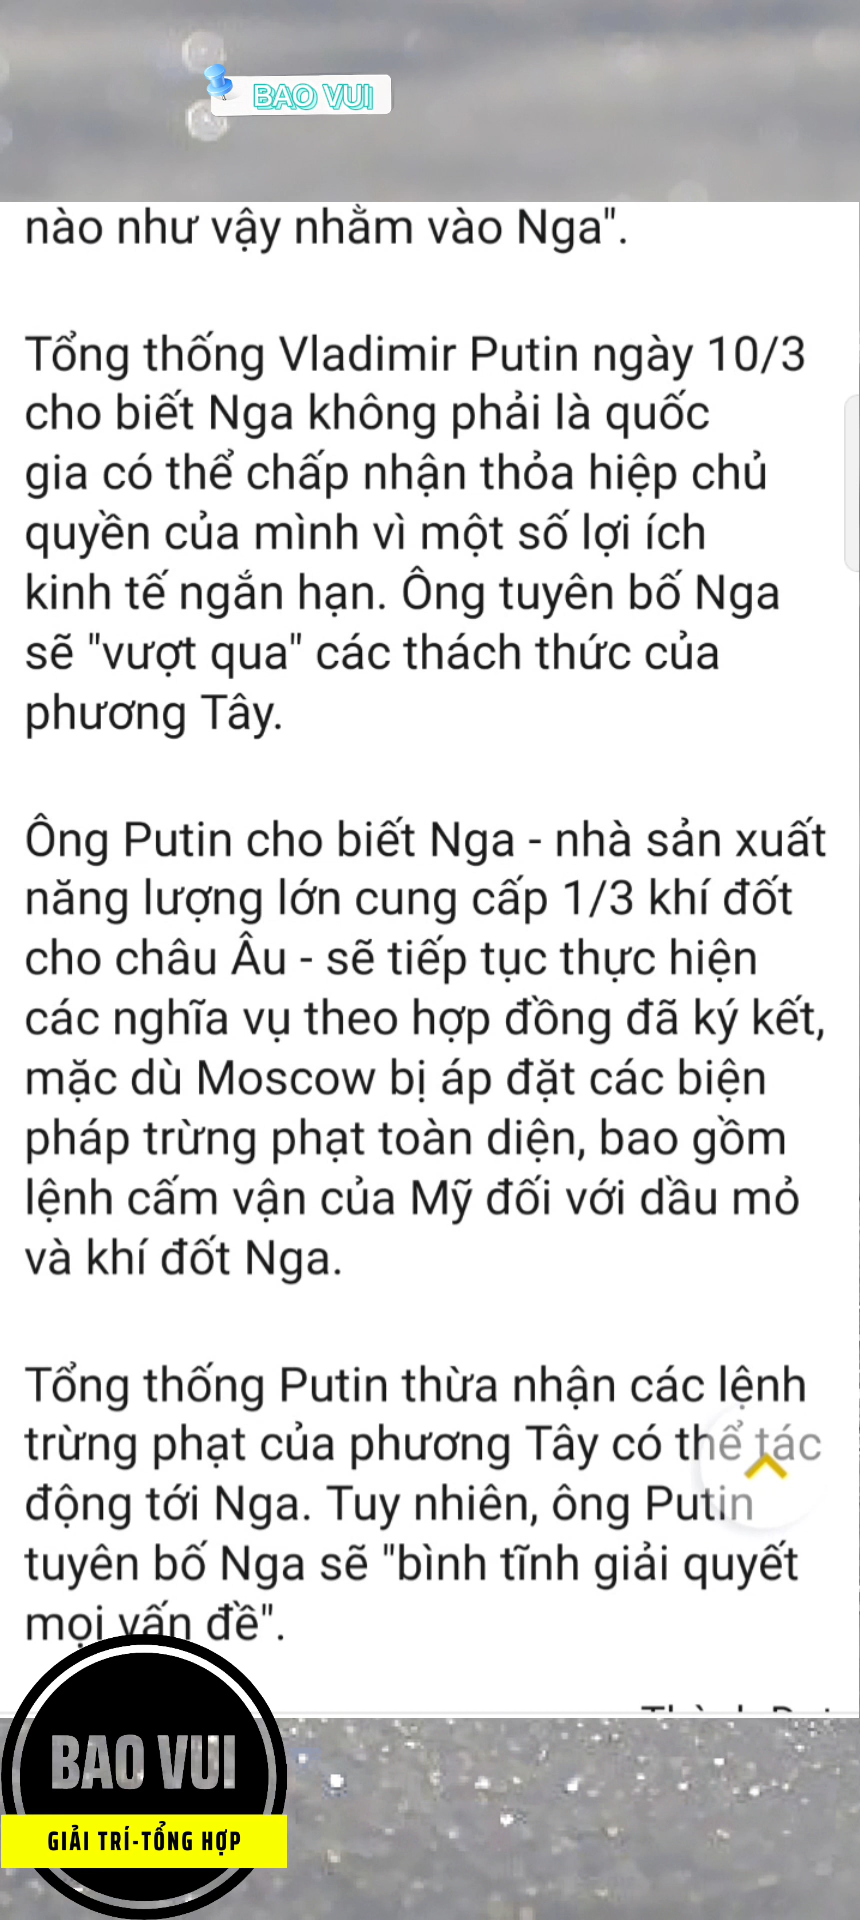 BAO VUI
nào như vậy nhằm vào Nga".
Tổng thống Vladimir Putin ngày 10/3
cho biết Nga không phải là quốc
gia có thể chấp nhận thỏa hiệp chủ
quyền của mình vì một số lợi ích
kinh tế ngắn hạn. Ông tuyên bố Nga
sẽ "vượt qua" các thách thức của
phương Tây.
Ông Putin cho biết Nga - nhà sản xuất
năng lượng lớn cung cấp 1/3 khí đốt
cho châu Âu - sẽ tiếp tục thực hiện
các nghĩa vụ theo hợp đồng đã ký kết,
mặc dù Moscow bị áp đặt các biện
pháp trừng phạt toàn diện, bao gồm
lệnh cấm vận của Mỹ đối với dầu mỏ
và khí đốt Nga.
Tổng thống Putin thừa nhận các lệnh
trừng phạt của phương Tây có thể tác
động tới Nga. Tuy nhiên, ông Putin
tuyên bố Nga sẽ "bình tĩnh giải quyết
mọi vấn đề".
BAO VUI
GIẢI TRÍ-TỔNG HỢP